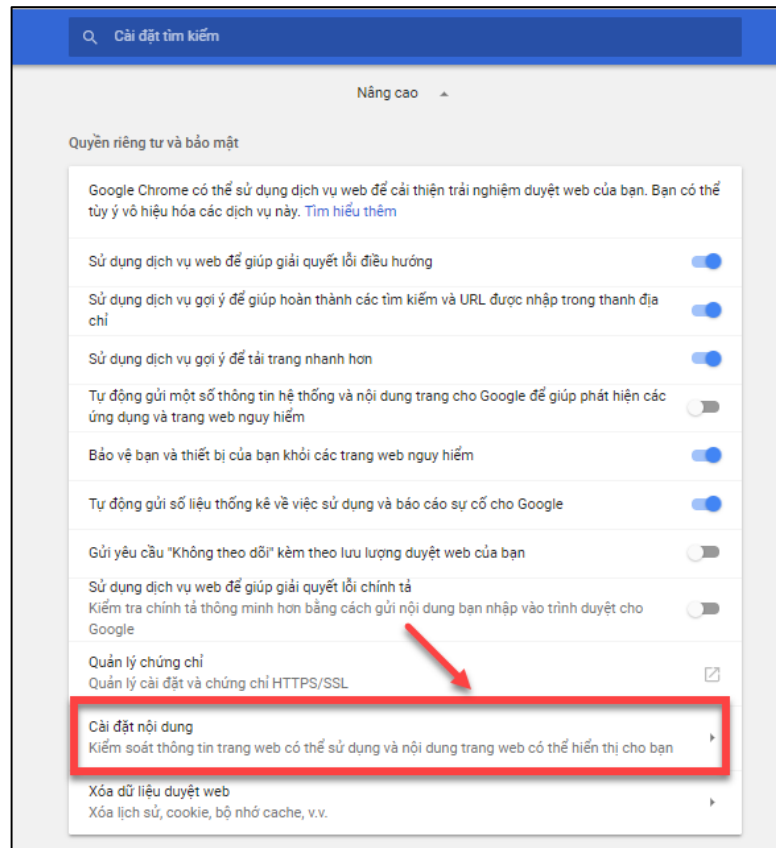 Cài đặt tìm kiếm
Nâng cao
Quyền riêng tư và bảo mật
Google Chrome có thể sử dụng dịch vụ web để cải thiện trải nghiệm duyệt web của bạn. Bạn có thể
tùy ý vô hiệu hóa các dịch vụ này. Tìm hiểu thêm
Sử dụng dịch vụ web để giúp giải quyết lỗi điều hướng
Sử dụng dịch vụ gợi ý để giúp hoàn thành các tìm kiếm và URL được nhập trong thanh địa
chỉ
Sử dụng dịch vụ gợi ý để tải trang nhanh hơn
Tự động gửi một số thông tin hệ thống và nội dung trang cho Google để giúp phát hiện các
ứng dụng và trang web nguy hiểm
Bảo vệ bạn và thiết bị của bạn khỏi các trang web nguy hiểm
Tự động gửi số liệu thống kê về việc sử dụng và báo cáo sự cố cho Google
Gửi yêu cầu "Không theo dõi" kèm theo lưu lượng duyệt web của bạn
Sử dụng dịch vụ web để giúp giải quyết lỗi chính tả
Kiểm tra chính tả thông minh hơn bằng cách gửi nội dung bạn nhập vào trình duyệt cho
Google
Quản lý chứng chỉ
Quản lý cài đặt và chứng chỉ HTTPS/SSL
Cài đặt nội dung
Kiểm soát thông tin trang web có thể sử dụng và nội dung trang web có thể hiển thị cho bạn
Xóa dữ liệu duyệt web
Xóa lịch sử, cookie, bộ nhớ cache, v.v.